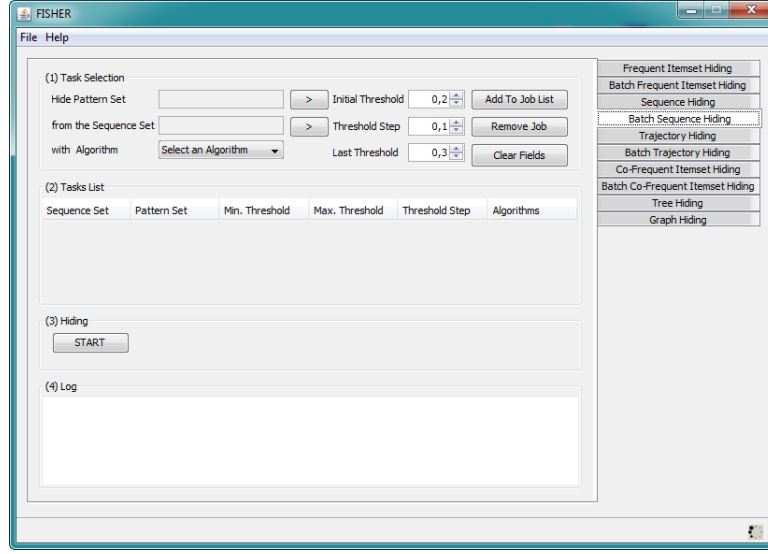 FISHER
File Help
(1) Task Selection
Hide Pattern Set > Initial Threshold 0,2 Add To Job List
from the Sequence Set > Threshold Step 0,1 Remove Job
with Algorithm Select an Algorithm Last Threshold 0,3 Clear Fields
(2) Tasks List
Sequence Set Pattern Set Min. Threshold Max. Threshold Threshold Step Algorithms
(3) Hiding
START
(4) Log
Frequent Itemset Hiding
Batch Frequent Itemset Hiding
Sequence Hiding
Batch Sequence Hiding
Trajectory Hiding
Batch Trajectory Hiding
Co-Frequent Itemset Hiding
Batch Co-Frequent Itemset Hiding
Tree Hiding
Graph Hiding